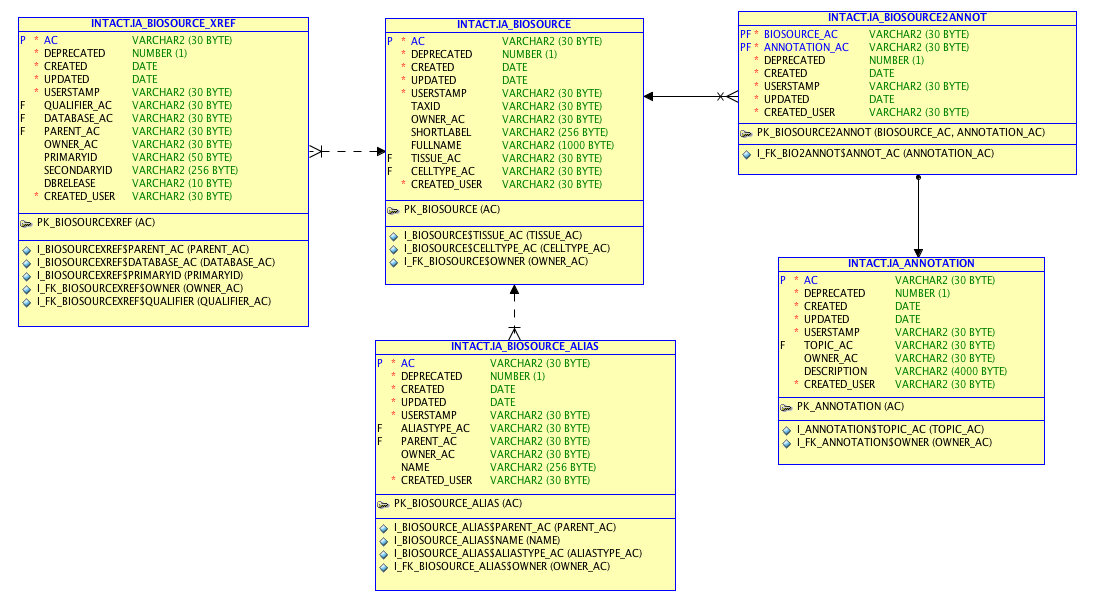 INTACT.IA_BIOSOURCE_XREF
P * AC VARCHAR2 (30 BYTE)
* DEPRECATED NUMBER (1)
* CREATED DATE
* UPDATED DATE
* USERSTAMP VARCHAR2 (30 BYTE)
F QUALIFIER_AC VARCHAR2 (30 BYTE)
F DATABASE_AC VARCHAR2 (30 BYTE)
F PARENT_AC VARCHAR2 (30 BYTE)
OWNER_AC VARCHAR2 (30 BYTE)
PRIMARYID VARCHAR2 (50 BYTE)
SECONDARYID VARCHAR2 (256 BYTE)
DBRELEASE VARCHAR2 (10 BYTE)
* CREATED_USER VARCHAR2 (30 BYTE)
PK_BIOSOURCEXREF (AC)
I_BIOSOURCEXREF$PARENT_AC (PARENT_AC)
I_BIOSOURCEXREF$DATABASE_AC (DATABASE_AC)
I_BIOSOURCEXREF$PRIMARYID (PRIMARYID)
I_FK_BIOSOURCEXREF$OWNER (OWNER_AC)
I_FK_BIOSOURCEXREF$QUALIFIER (QUALIFIER_AC)
INTACT.IA_BIOSOURCE
P * AC VARCHAR2 (30 BYTE)
* DEPRECATED NUMBER (1)
* CREATED DATE
* UPDATED DATE
* USERSTAMP VARCHAR2 (30 BYTE)
TAXID VARCHAR2 (30 BYTE)
OWNER_AC VARCHAR2 (30 BYTE)
SHORTLABEL VARCHAR2 (256 BYTE)
FULLNAME VARCHAR2 (1000 BYTE)
F TISSUE_AC VARCHAR2 (30 BYTE)
F CELLTYPE_AC VARCHAR2 (30 BYTE)
* CREATED_USER VARCHAR2 (30 BYTE)
PK_BIOSOURCE (AC)
I_BIOSOURCE$TISSUE_AC (TISSUE_AC)
I_BIOSOURCE$CELLTYPE_AC (CELLTYPE_AC)
I_FK_BIOSOURCE$OWNER (OWNER_AC)
INTACT.IA_BIOSOURCE2ANNOT
PF * BIOSOURCE_AC VARCHAR2 (30 BYTE)
PF * ANNOTATION_AC VARCHAR2 (30 BYTE)
* DEPRECATED NUMBER (1)
* CREATED DATE
* USERSTAMP VARCHAR2 (30 BYTE)
* UPDATED DATE
* CREATED_USER VARCHAR2 (30 BYTE)
PK_BIOSOURCE2ANNOT (BIOSOURCE_AC, ANNOTATION_AC)
I_FK_BIO2ANNOT$ANNOT_AC (ANNOTATION_AC)
INTACT.IA_BIOSOURCE_ALIAS
P * AC VARCHAR2 (30 BYTE)
* DEPRECATED NUMBER (1)
* CREATED DATE
* UPDATED DATE
* USERSTAMP VARCHAR2 (30 BYTE)
F ALIASTYPE_AC VARCHAR2 (30 BYTE)
F PARENT_AC VARCHAR2 (30 BYTE)
OWNER_AC VARCHAR2 (30 BYTE)
NAME VARCHAR2 (256 BYTE)
* CREATED_USER VARCHAR2 (30 BYTE)
PK_BIOSOURCE_ALIAS (AC)
I_BIOSOURCE_ALIAS$PARENT_AC (PARENT_AC)
I_BIOSOURCE_ALIAS$NAME (NAME)
I_BIOSOURCE_ALIAS$ALIASTYPE_AC (ALIASTYPE_AC)
I_FK_BIOSOURCE_ALIAS$OWNER (OWNER_AC)
INTACT.IA_ANNOTATION
P * AC VARCHAR2 (30 BYTE)
* DEPRECATED NUMBER (1)
* CREATED DATE
* UPDATED DATE
* USERSTAMP VARCHAR2 (30 BYTE)
F TOPIC_AC VARCHAR2 (30 BYTE)
OWNER_AC VARCHAR2 (30 BYTE)
DESCRIPTION VARCHAR2 (4000 BYTE)
* CREATED_USER VARCHAR2 (30 BYTE)
PK_ANNOTATION (AC)
I_ANNOTATION$TOPIC_AC (TOPIC_AC)
I_FK_ANNOTATION$OWNER (OWNER_AC)